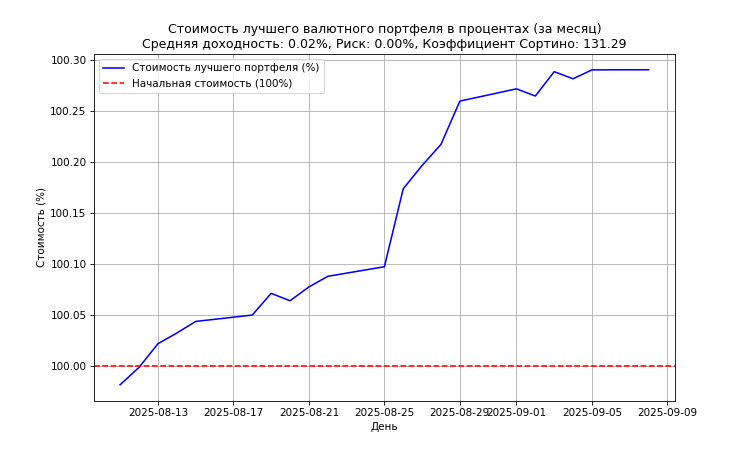 Стоимость лучшего валютного портфеля в процентах (за месяц)
Средняя доходность: 0.02%, Риск: 0.00%, Коэффициент Сортино: 131.29
Стоимость лучшего портфеля (%)
Начальная стоимость (100%)
Стоимость (%)
100.30
100.25
100.20
100.15
100.10
100.05
100.00
2025-08-13 2025-08-17 2025-08-21 2025-08-25 2025-08-29 2025-09-01 2025-09-05 2025-09-09
День